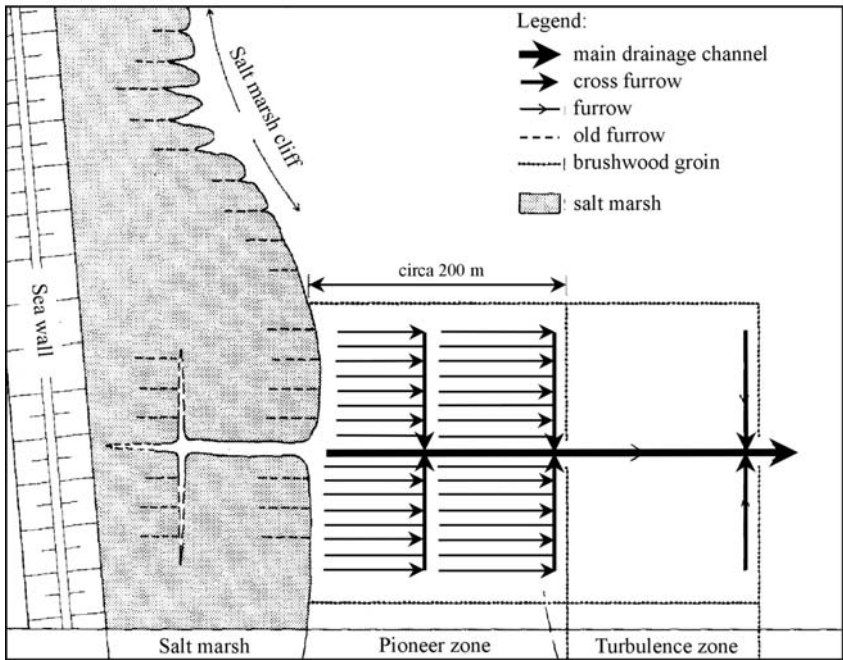 Legend:
main drainage channel
cross furrow
furrow
old furrow
brushwood groin
salt marsh
Salt marsh cliff
circa 200 m
Sea wall
Salt marsh
Pioneer zone
Turbulence zone